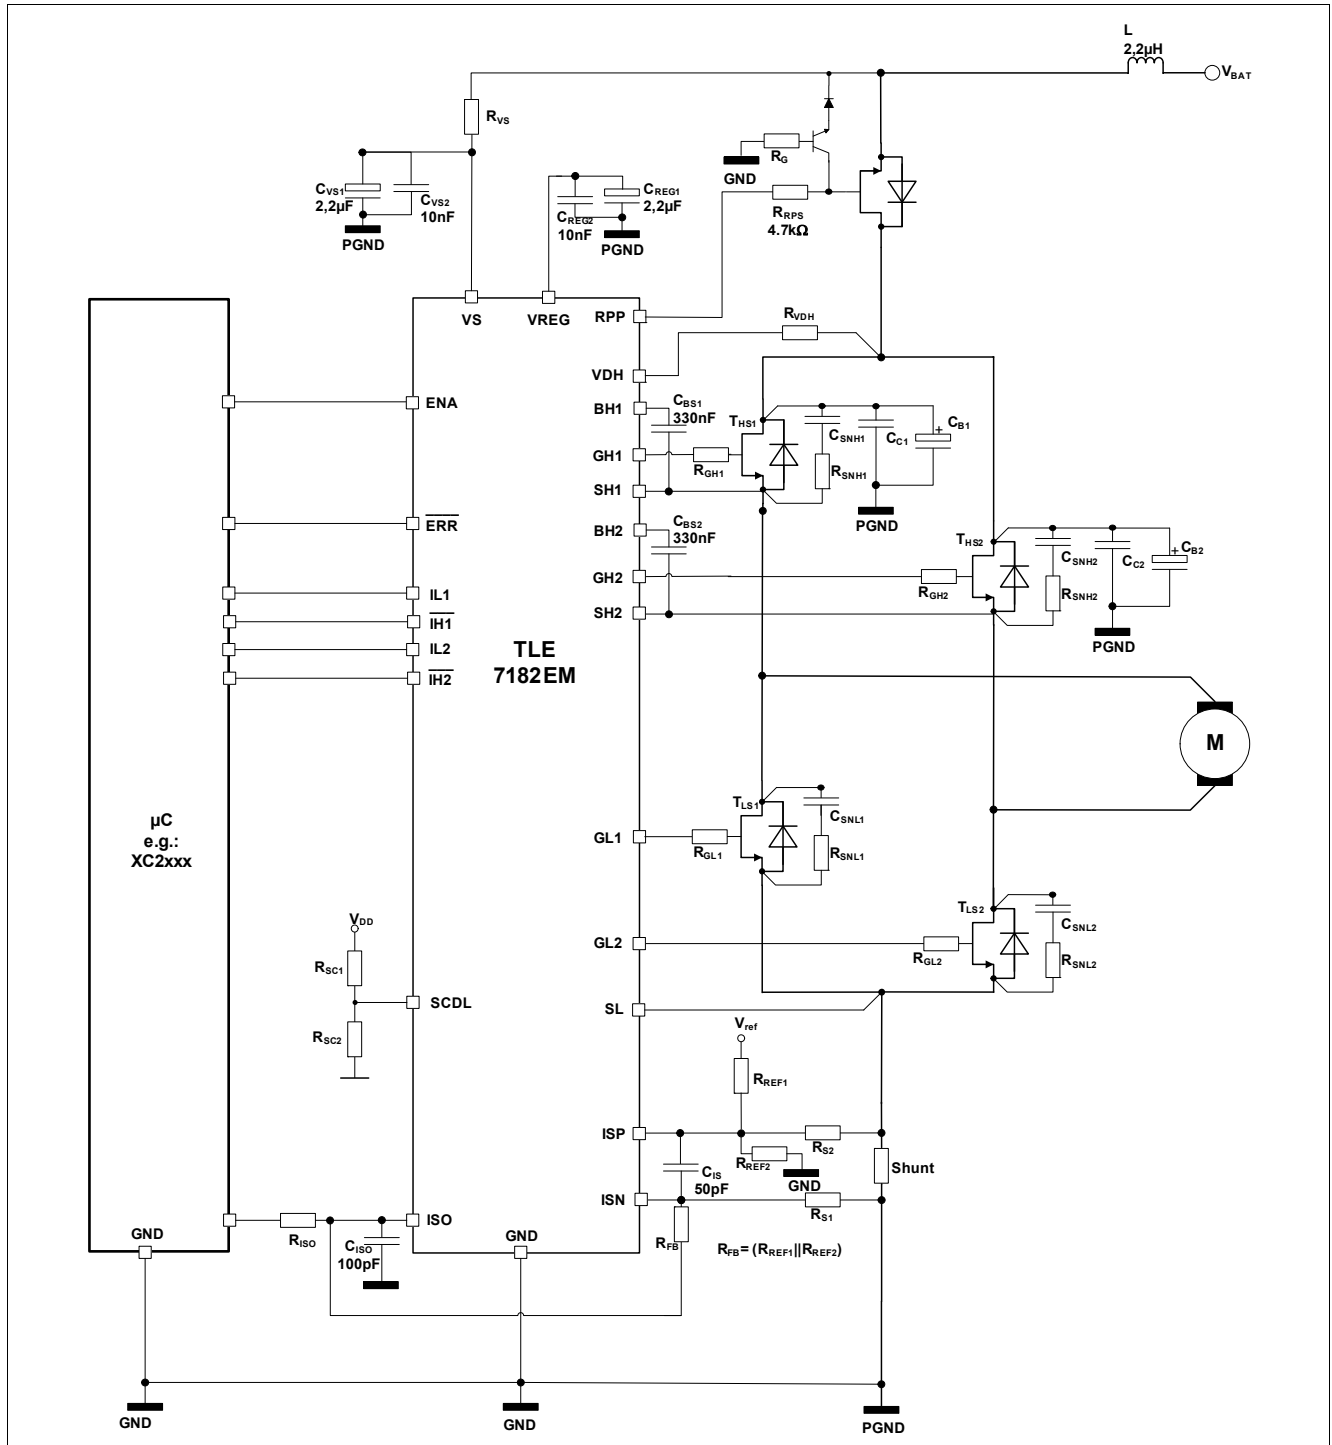 L
2,2µH
VBAT
RVS
RG
GND
CVS1
2,2µF
CVS2
10nF
PGND
CREG1
2,2µF
CREG2
10nF
PGND
RRPS
4.7kΩ
VS
VREG
RPP
RVDH
VDH
CBS1
330nF
BH1
ENA
THS1
CSNH1
CC1
CB1
GH1
RGH1
RSNH1
SH1
PGND
ERR
BH2
CBS2
330nF
THS2
CSNH2
CC2
CB2
GH2
RGH2
RSNH2
IL1
IH1
SH2
PGND
IL2
IH2
TLE
7182EM
M
µC
e.g.:
XC2xxx
TLS1
CSNL1
GL1
RGL1
RSNL1
TLS2
CSNL2
VDD
GL2
RGL2
RSNL2
RSC1
SCDL
SL
RSC2
Vref
RREF1
ISP
RS2
RREF2
GND
Shunt
CIS
50pF
ISN
RS1
ISO
RISO
CISO
100pF
GND
GND
RFB
RFB = (RREF1||RREF2)
GND
GND
PGND